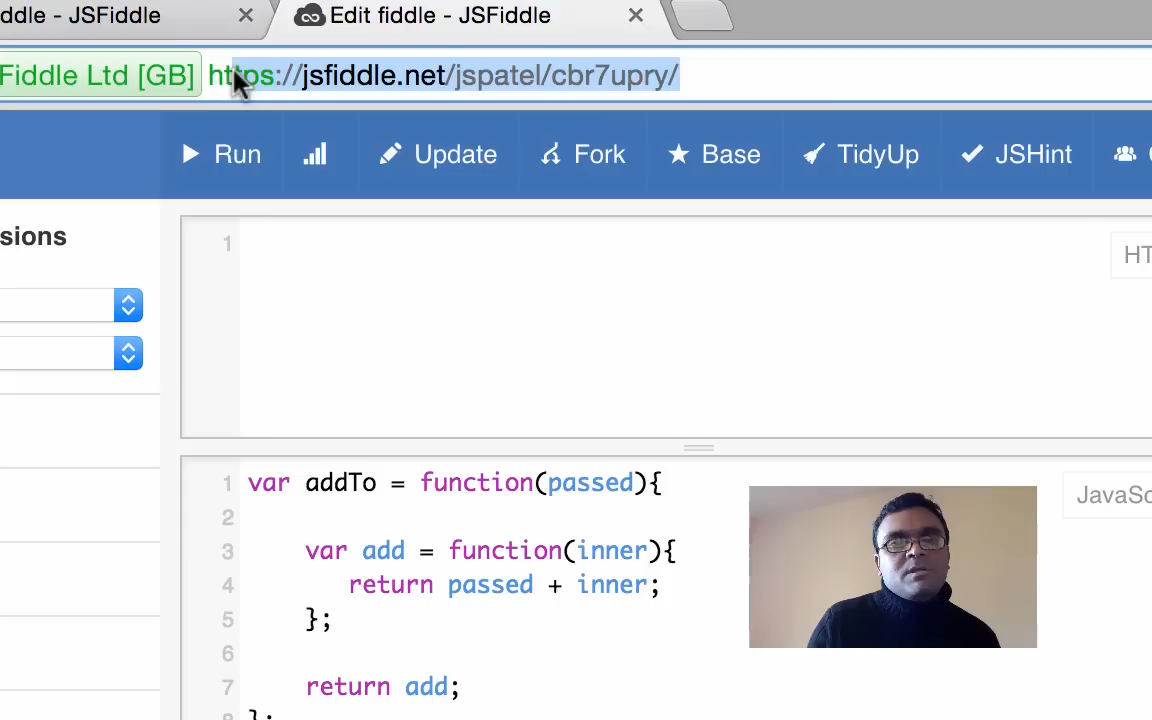 ddle - JSFiddle
Edit fiddle - JSFiddle
Fiddle Ltd [GB] https://jsfiddle.net/jspatel/cbr7upry/
Run Update Fork Base TidyUp JSHint
sions
1
HT
1 var addTo = function(passed){
JavaSc
2
3 var add = function(inner){
4 return passed + inner;
5 };
6
7 return add;
8 };